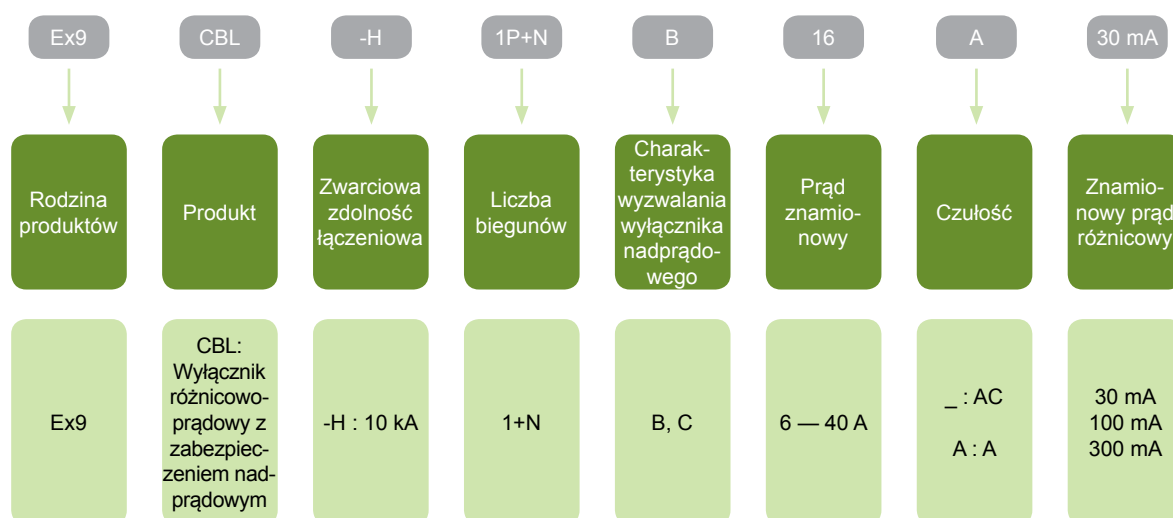 Ex9
CBL
-H
1P+N
B
16
A
30 mA
Rodzina
produktów
Produkt
Zwarciowa
zdolność
łączeniowa
Liczba
biegunów
Charak-
terystyka
wyzwalania
wyłącznika
nadprądo-
wego
Prąd
znamio-
nowy
Czułość
Znamio-
nowy prąd
różnicowy
Ex9
CBL:
Wyłącznik
różnicowo-
prądowy z
zabezpiec-
zeniem nad-
prądowym
-H : 10 kA
1+N
B, C
6 — 40 A
_ : AC
A : A
30 mA
100 mA
300 mA